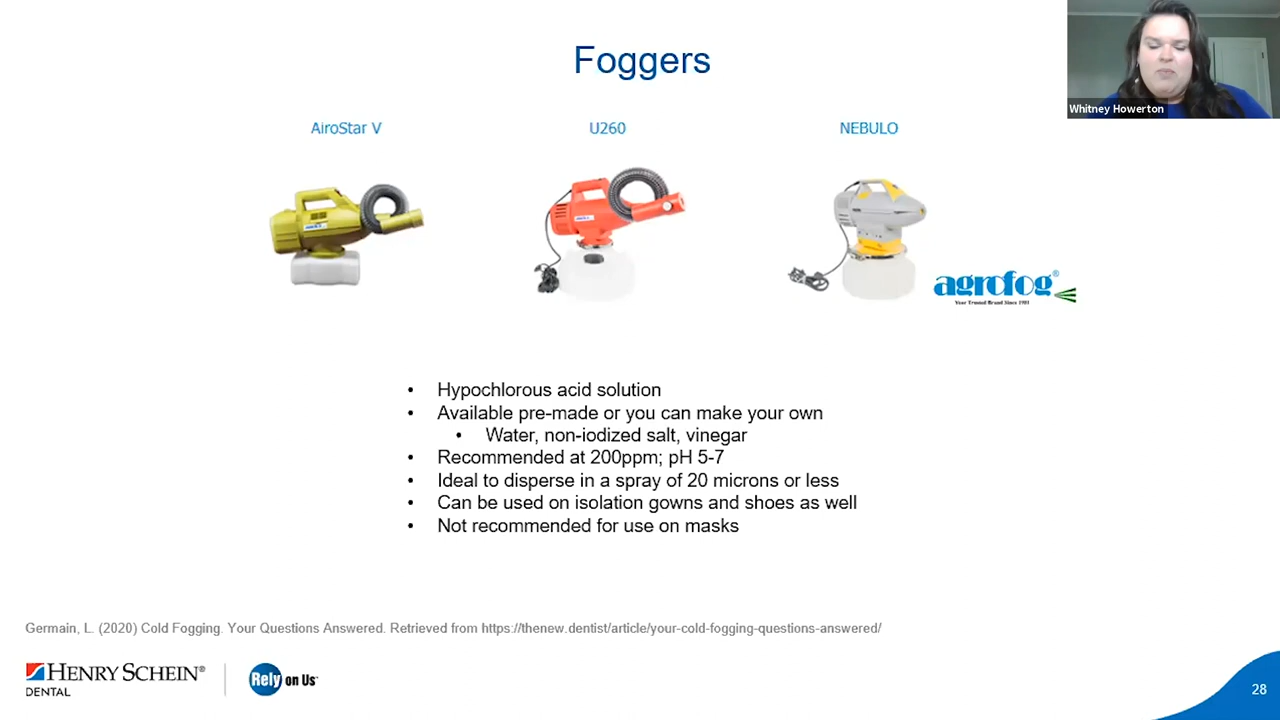 Foggers
Whitney Howerton
AiroStar V
U260
NEBULO
agrofog®
Your Trusted Brand Since 1981
• Hypochlorous acid solution
• Available pre-made or you can make your own
• Water, non-iodized salt, vinegar
• Recommended at 200ppm; pH 5-7
• Ideal to disperse in a spray of 20 microns or less
• Can be used on isolation gowns and shoes as well
• Not recommended for use on masks
Germain, L. (2020) Cold Fogging. Your Questions Answered. Retrieved from https://thenew.dentist/article/your-cold-fogging-questions-answered/
HENRY SCHEIN®
DENTAL
Rely on Us™
28